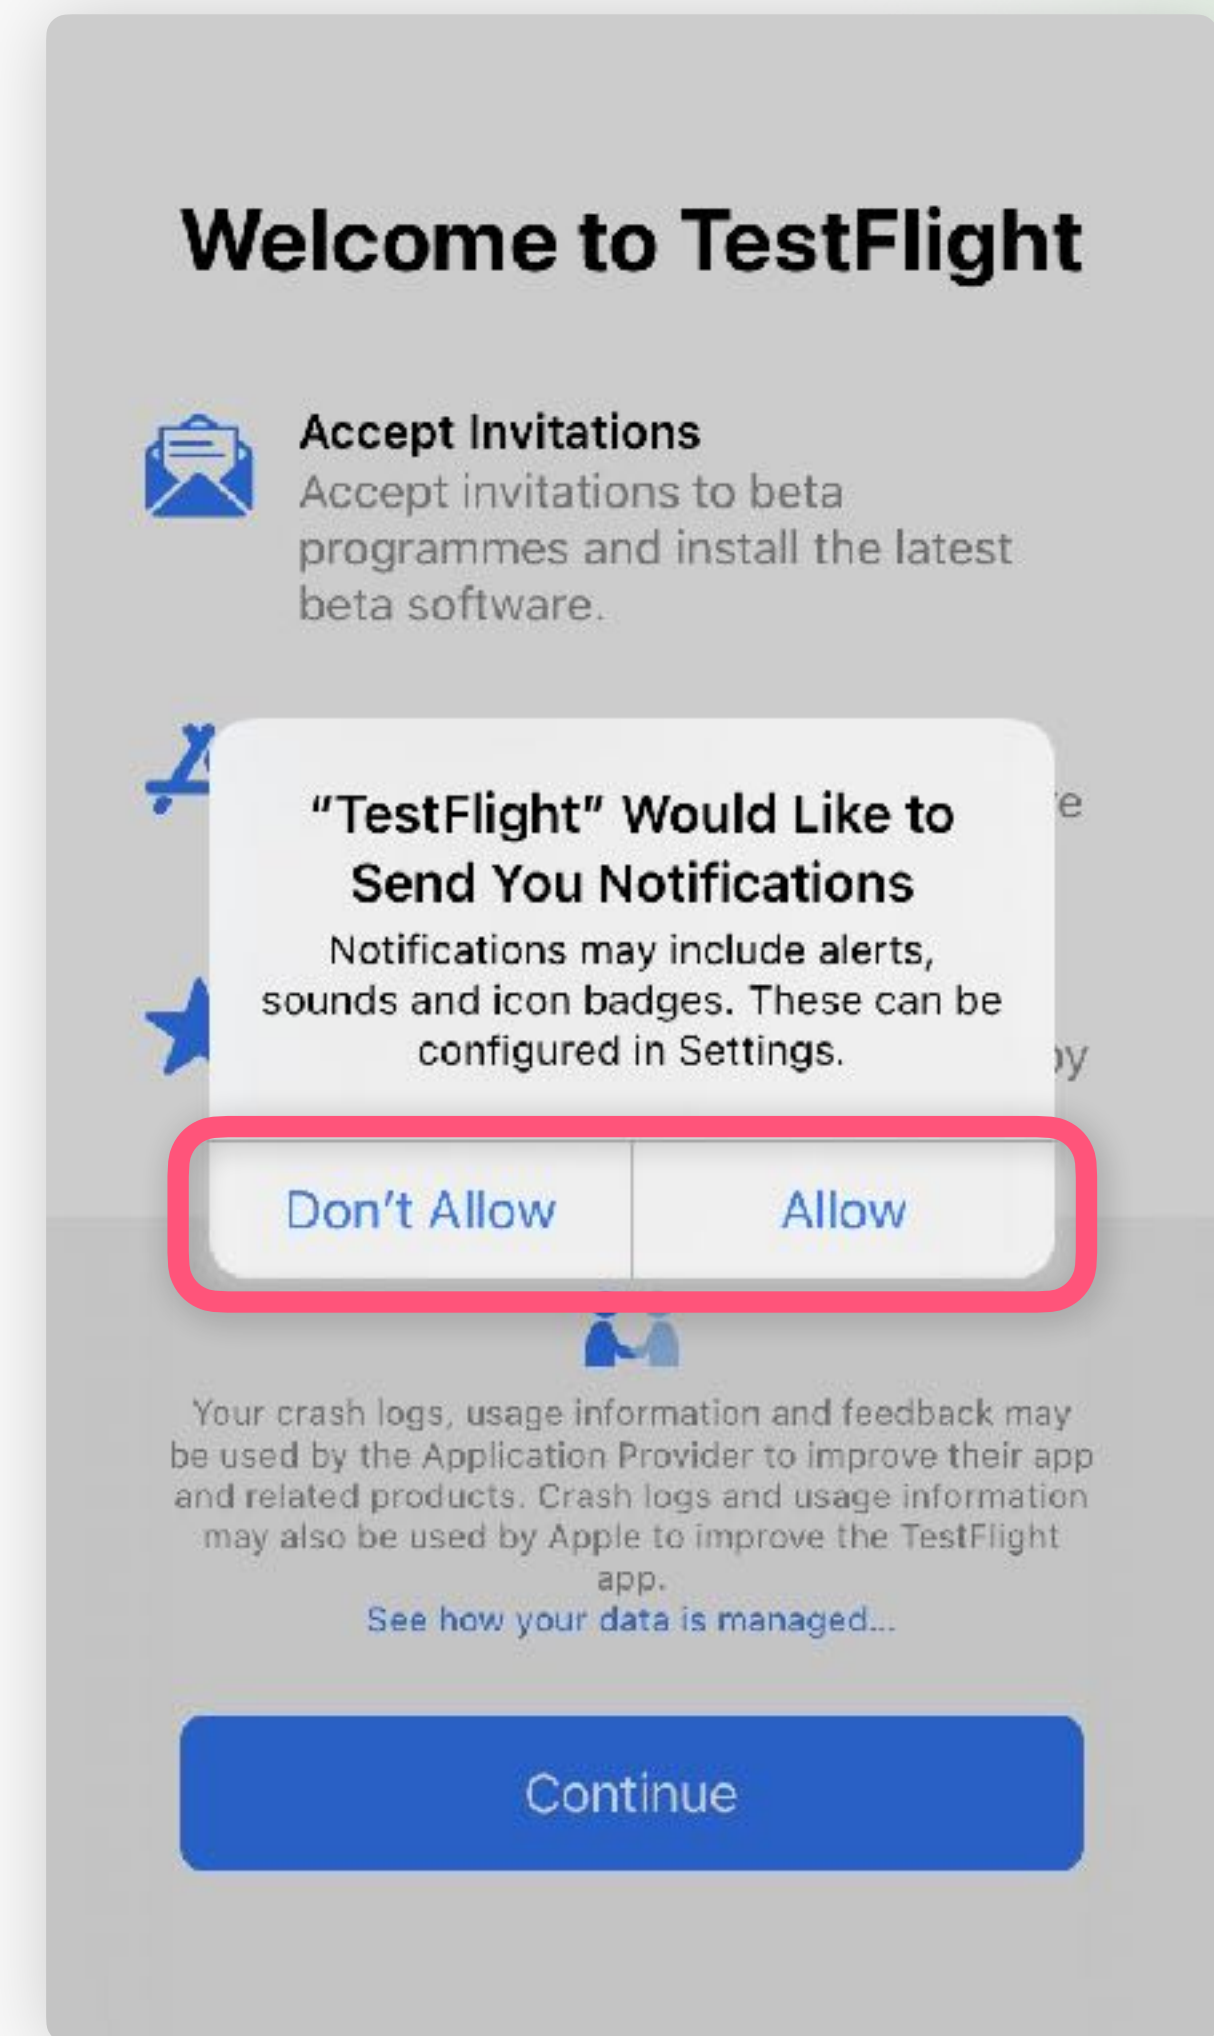 Welcome to TestFlight
Accept Invitations
Accept invitations to beta
programmes and install the latest
beta software.
“TestFlight” Would Like to
Send You Notifications
Notifications may include alerts,
sounds and icon badges. These can be
configured in Settings.
Don’t Allow
Allow
Your crash logs, usage information and feedback may
be used by the Application Provider to improve their app
and related products. Crash logs and usage information
may also be used by Apple to improve the TestFlight
app.
See how your data is managed...
Continue